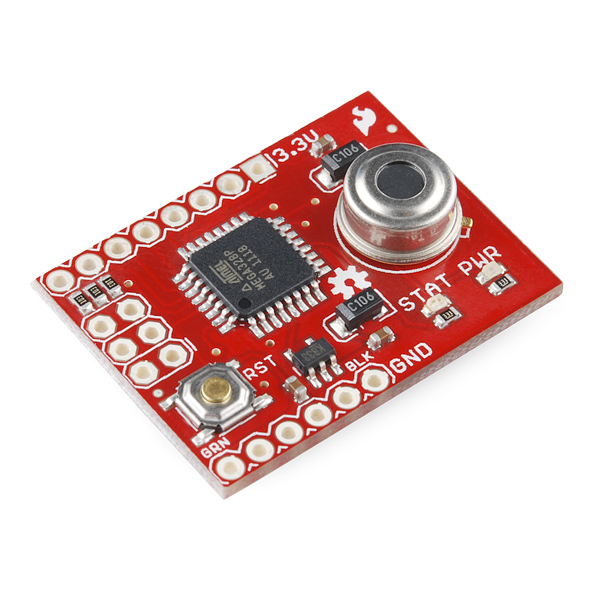 3.3V
C106
ATMEL
MEGA328P
AU 1118
STAT PWR
C106
RST
BLK
GND
GRN